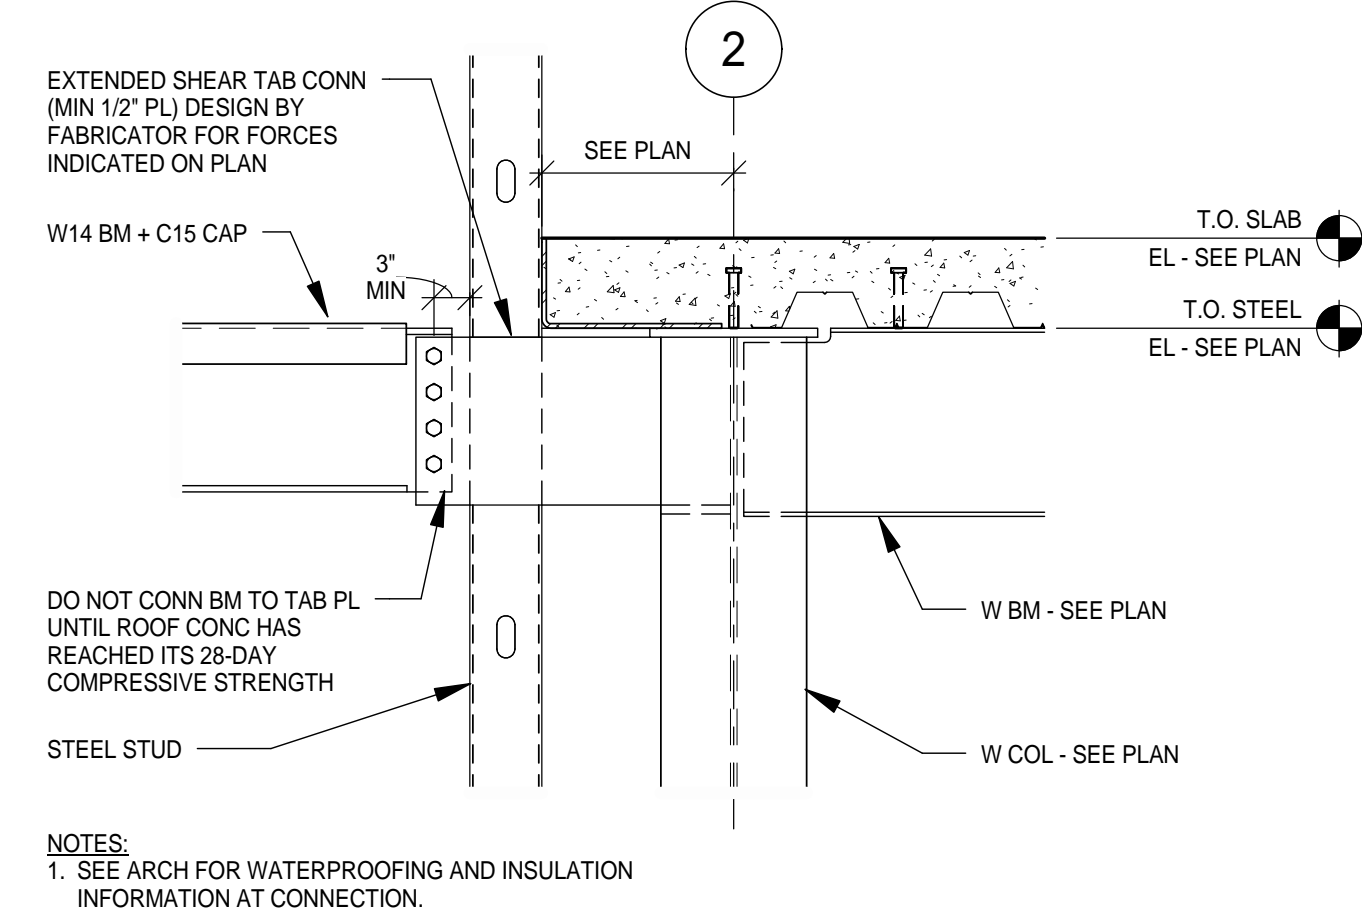 2
EXTENDED SHEAR TAB CONN
(MIN 1/2" PL) DESIGN BY
FABRICATOR FOR FORCES
INDICATED ON PLAN
SEE PLAN
W14 BM + C15 CAP
3"
MIN
T.O. SLAB
EL - SEE PLAN
T.O. STEEL
EL - SEE PLAN
DO NOT CONN BM TO TAB PL
UNTIL ROOF CONC HAS
REACHED ITS 28-DAY
COMPRESSIVE STRENGTH
W BM - SEE PLAN
STEEL STUD
W COL - SEE PLAN
NOTES:
1. SEE ARCH FOR WATERPROOFING AND INSULATION
INFORMATION AT CONNECTION.